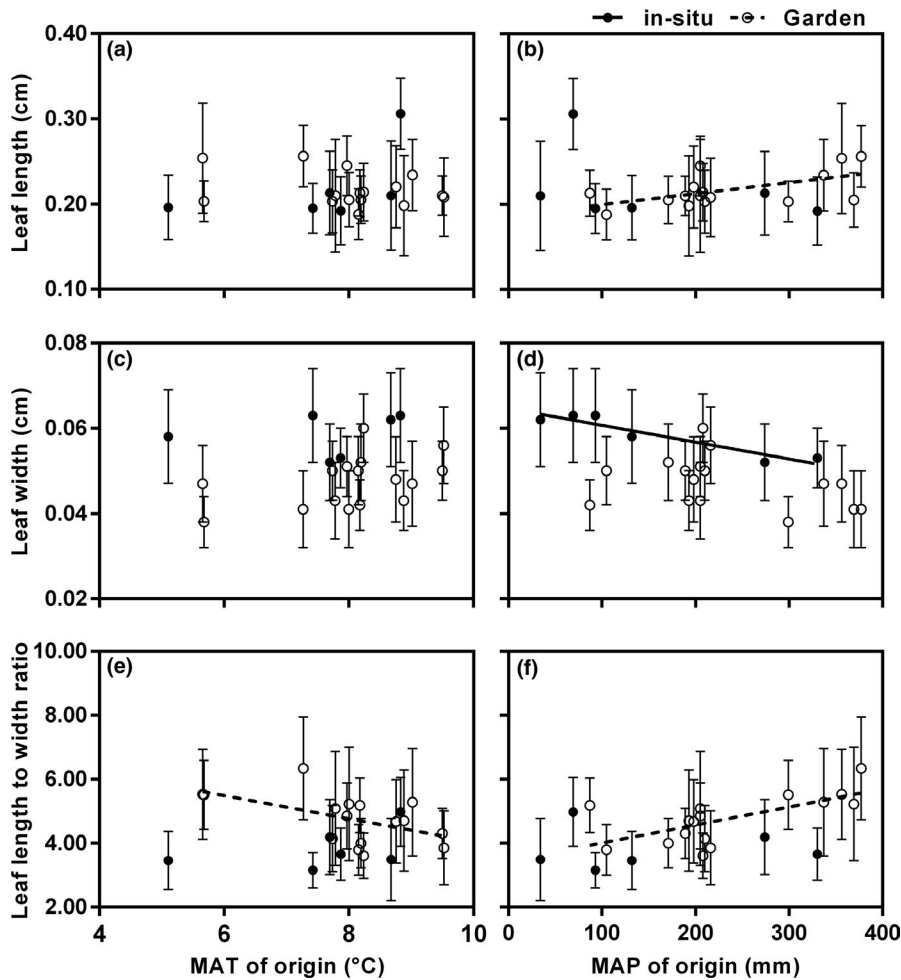 in-situ Garden
(a) (b)
0.40
0.30
0.20
0.10
Leaf length (cm)
(c) (d)
0.08
0.06
0.04
0.02
Leaf width (cm)
(e) (f)
10.00
8.00
6.00
4.00
2.00
Leaf length to width ratio
4 6 8 10 0 100 200 300 400
MAT of origin (°C) MAP of origin (mm)